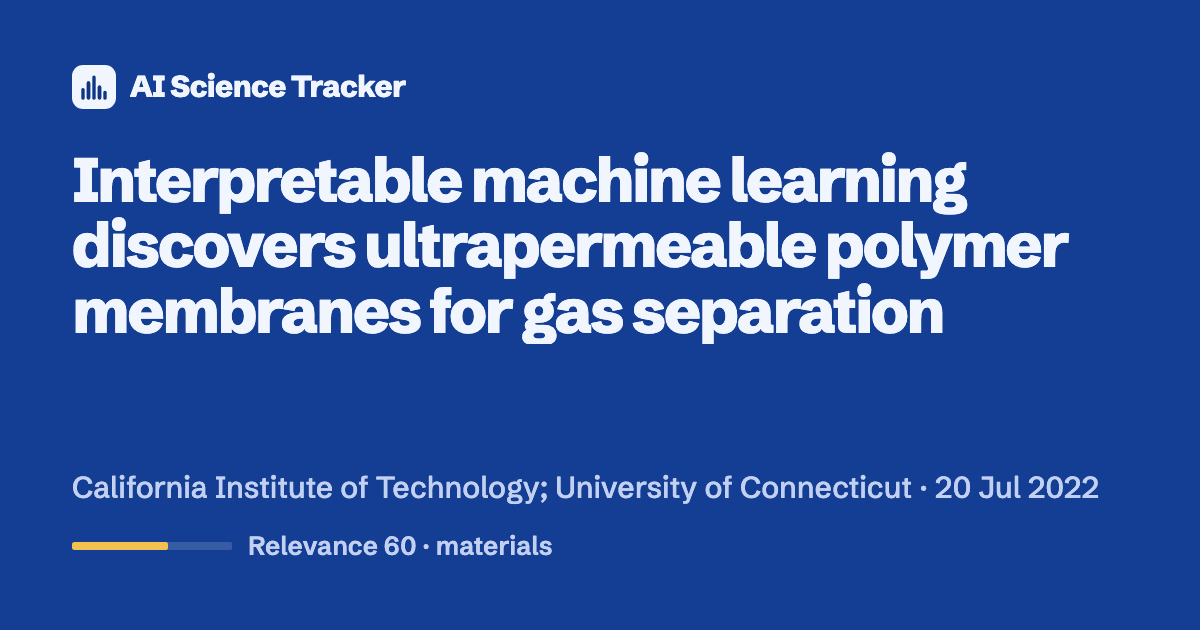 AI Science Tracker
Interpretable machine learning
discovers ultrapermeable polymer
membranes for gas separation
California Institute of Technology; University of Connecticut · 20 Jul 2022
Relevance 60 · materials